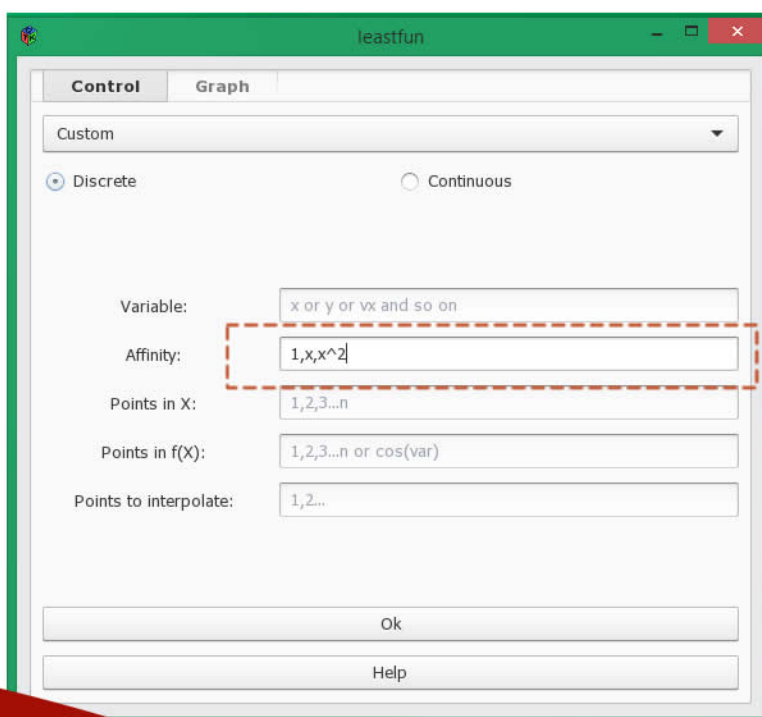 leastfun
Control Graph
Custom
Discrete Continuous
Variable: x or y or vx and so on
Affinity: 1,x,x^2
Points in X: 1,2,3...n
Points in f(X): 1,2,3...n or cos(var)
Points to interpolate: 1,2...
Ok
Help